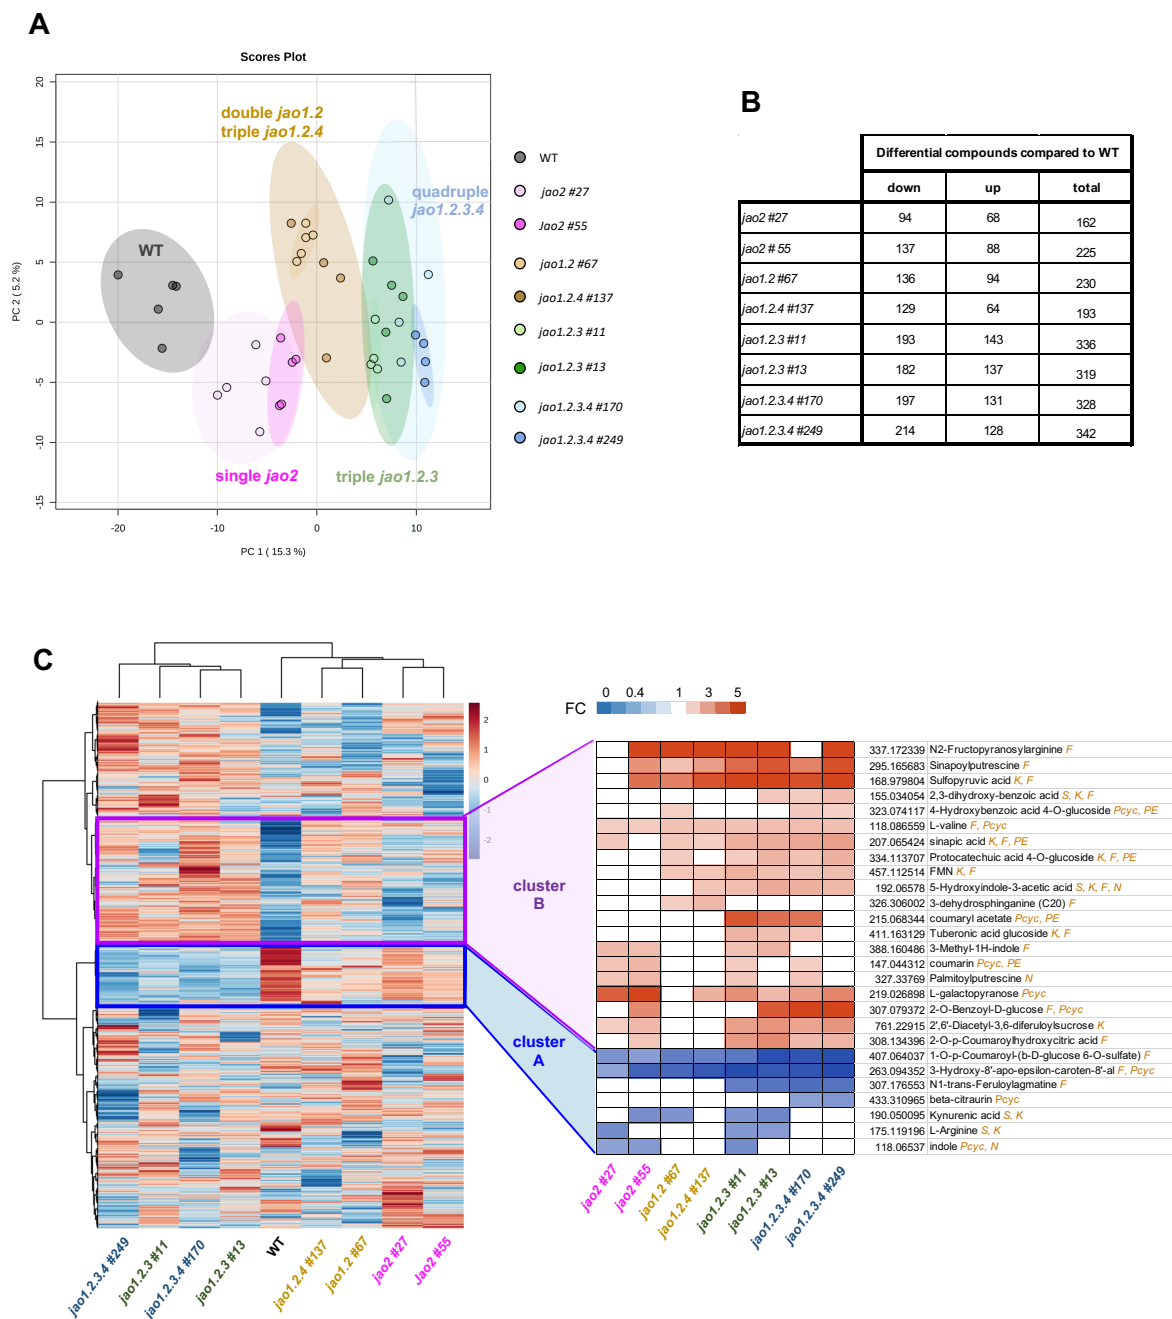 A
Scores Plot
double jao1.2
triple jao1.2.4
quadruple
jao1.2.3.4
WT
single jao2
triple jao1.2.3
20
15
10
5
0
-5
-10
-15
PC 2 ( 5.2 %)
-20
-10
0
10
PC 1 ( 15.3 %)
WT
jao2 #27
Jao2 #55
jao1.2 #67
jao1.2.4 #137
jao1.2.3 #11
jao1.2.3 #13
jao1.2.3.4 #170
jao1.2.3.4 #249
B
Differential compounds compared to WT
down up total
jao2 #27 94 68 162
jao2 # 55 137 88 225
jao1.2 #67 136 94 230
jao1.2.4 #137 129 64 193
jao1.2.3 #11 193 143 336
jao1.2.3 #13 182 137 319
jao1.2.3.4 #170 197 131 328
jao1.2.3.4 #249 214 128 342
C
2
1
0
-1
-2
jao1.2.3.4 #249
jao1.2.3 #11
jao1.2.3.4 #170
jao1.2.3 #13
WT
jao1.2.4 #137
jao1.2 #67
jao2 #27
Jao2 #55
cluster
B
cluster
A
FC
0 0.4 1 3 5
337.172339 N2-Fructopyranosylarginine F
295.165683 Sinapoylputrescine F
168.979804 Sulfopyruvic acid K, F
155.034054 2,3-dihydroxy-benzoic acid S, K, F
323.074117 4-Hydroxybenzoic acid 4-O-glucoside Pcyc, PE
118.086559 L-valine F, Pcyc
207.065424 sinapic acid K, F, PE
334.113707 Protocatechuic acid 4-O-glucoside K, F, PE
457.112514 FMN K, F
192.06578 5-Hydroxyindole-3-acetic acid S, K, F, N
326.306002 3-dehydrosphinganine (C20) F
215.068344 coumaryl acetate Pcyc, PE
411.163129 Tuberonic acid glucoside K, F
388.160486 3-Methyl-1H-indole F
147.044312 coumarin Pcyc, PE
327.33769 Palmitoylputrescine N
219.026898 L-galactopyranose Pcyc
307.079372 2-O-Benzoyl-D-glucose F, Pcyc
761.22915 2',6'-Diacetyl-3,6-diferuloylsucrose K
308.134396 2-O-p-Coumaroylhydroxycitric acid F
407.064037 1-O-p-Coumaroyl-(b-D-glucose 6-O-sulfate) F
263.094352 3-Hydroxy-8'-apo-epsilon-caroten-8'-al F, Pcyc
307.176553 N1-trans-Feruloylagmatine F
433.310965 beta-citraurin Pcyc
190.050095 Kynurenic acid S, K
175.119196 L-Arginine S, K
118.06537 indole Pcyc, N
jao2 #27
jao2 #55
jao1.2 #67
jao1.2.4 #137
jao1.2.3 #11
jao1.2.3 #13
jao1.2.3.4 #170
jao1.2.3.4 #249